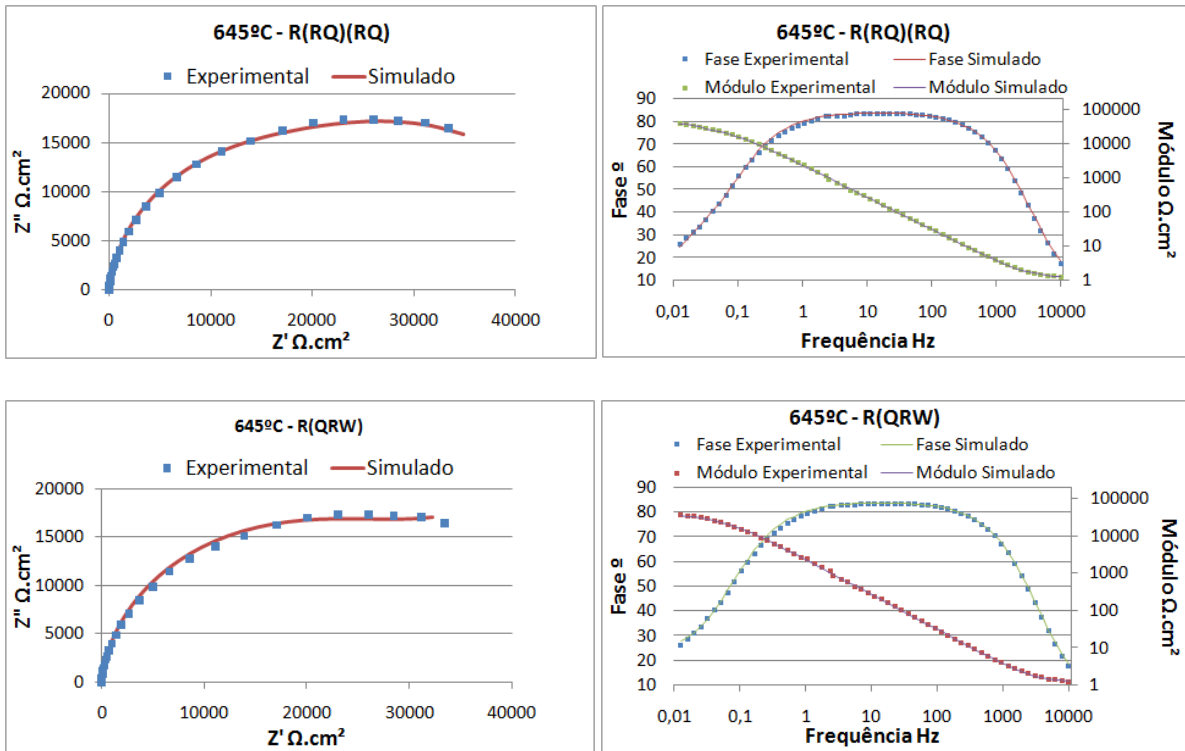 645ºC - R(RQ)(RQ)
Experimental Simulado
20000
15000
10000
5000
0
Z'' Ω.cm²
0 10000 20000 30000 40000
Z' Ω.cm²
645ºC - R(RQ)(RQ)
Fase Experimental Fase Simulado
Módulo Experimental Módulo Simulado
90
80
70
60
50
40
30
20
10
Fase º
100000
10000
1000
100
10
1
Módulo Ω.cm²
0,01 0,1 1 10 100 1000 10000
Frequência Hz
645ºC - R(QRW)
Experimental Simulado
20000
15000
10000
5000
0
Z'' Ω.cm²
0 10000 20000 30000 40000
Z' Ω.cm²
645ºC - R(QRW)
Fase Experimental Fase Simulado
Módulo Experimental Módulo Simulado
90
80
70
60
50
40
30
20
10
Fase º
100000
10000
1000
100
10
1
Módulo Ω.cm²
0,01 0,1 1 10 100 1000 10000
Frequência Hz